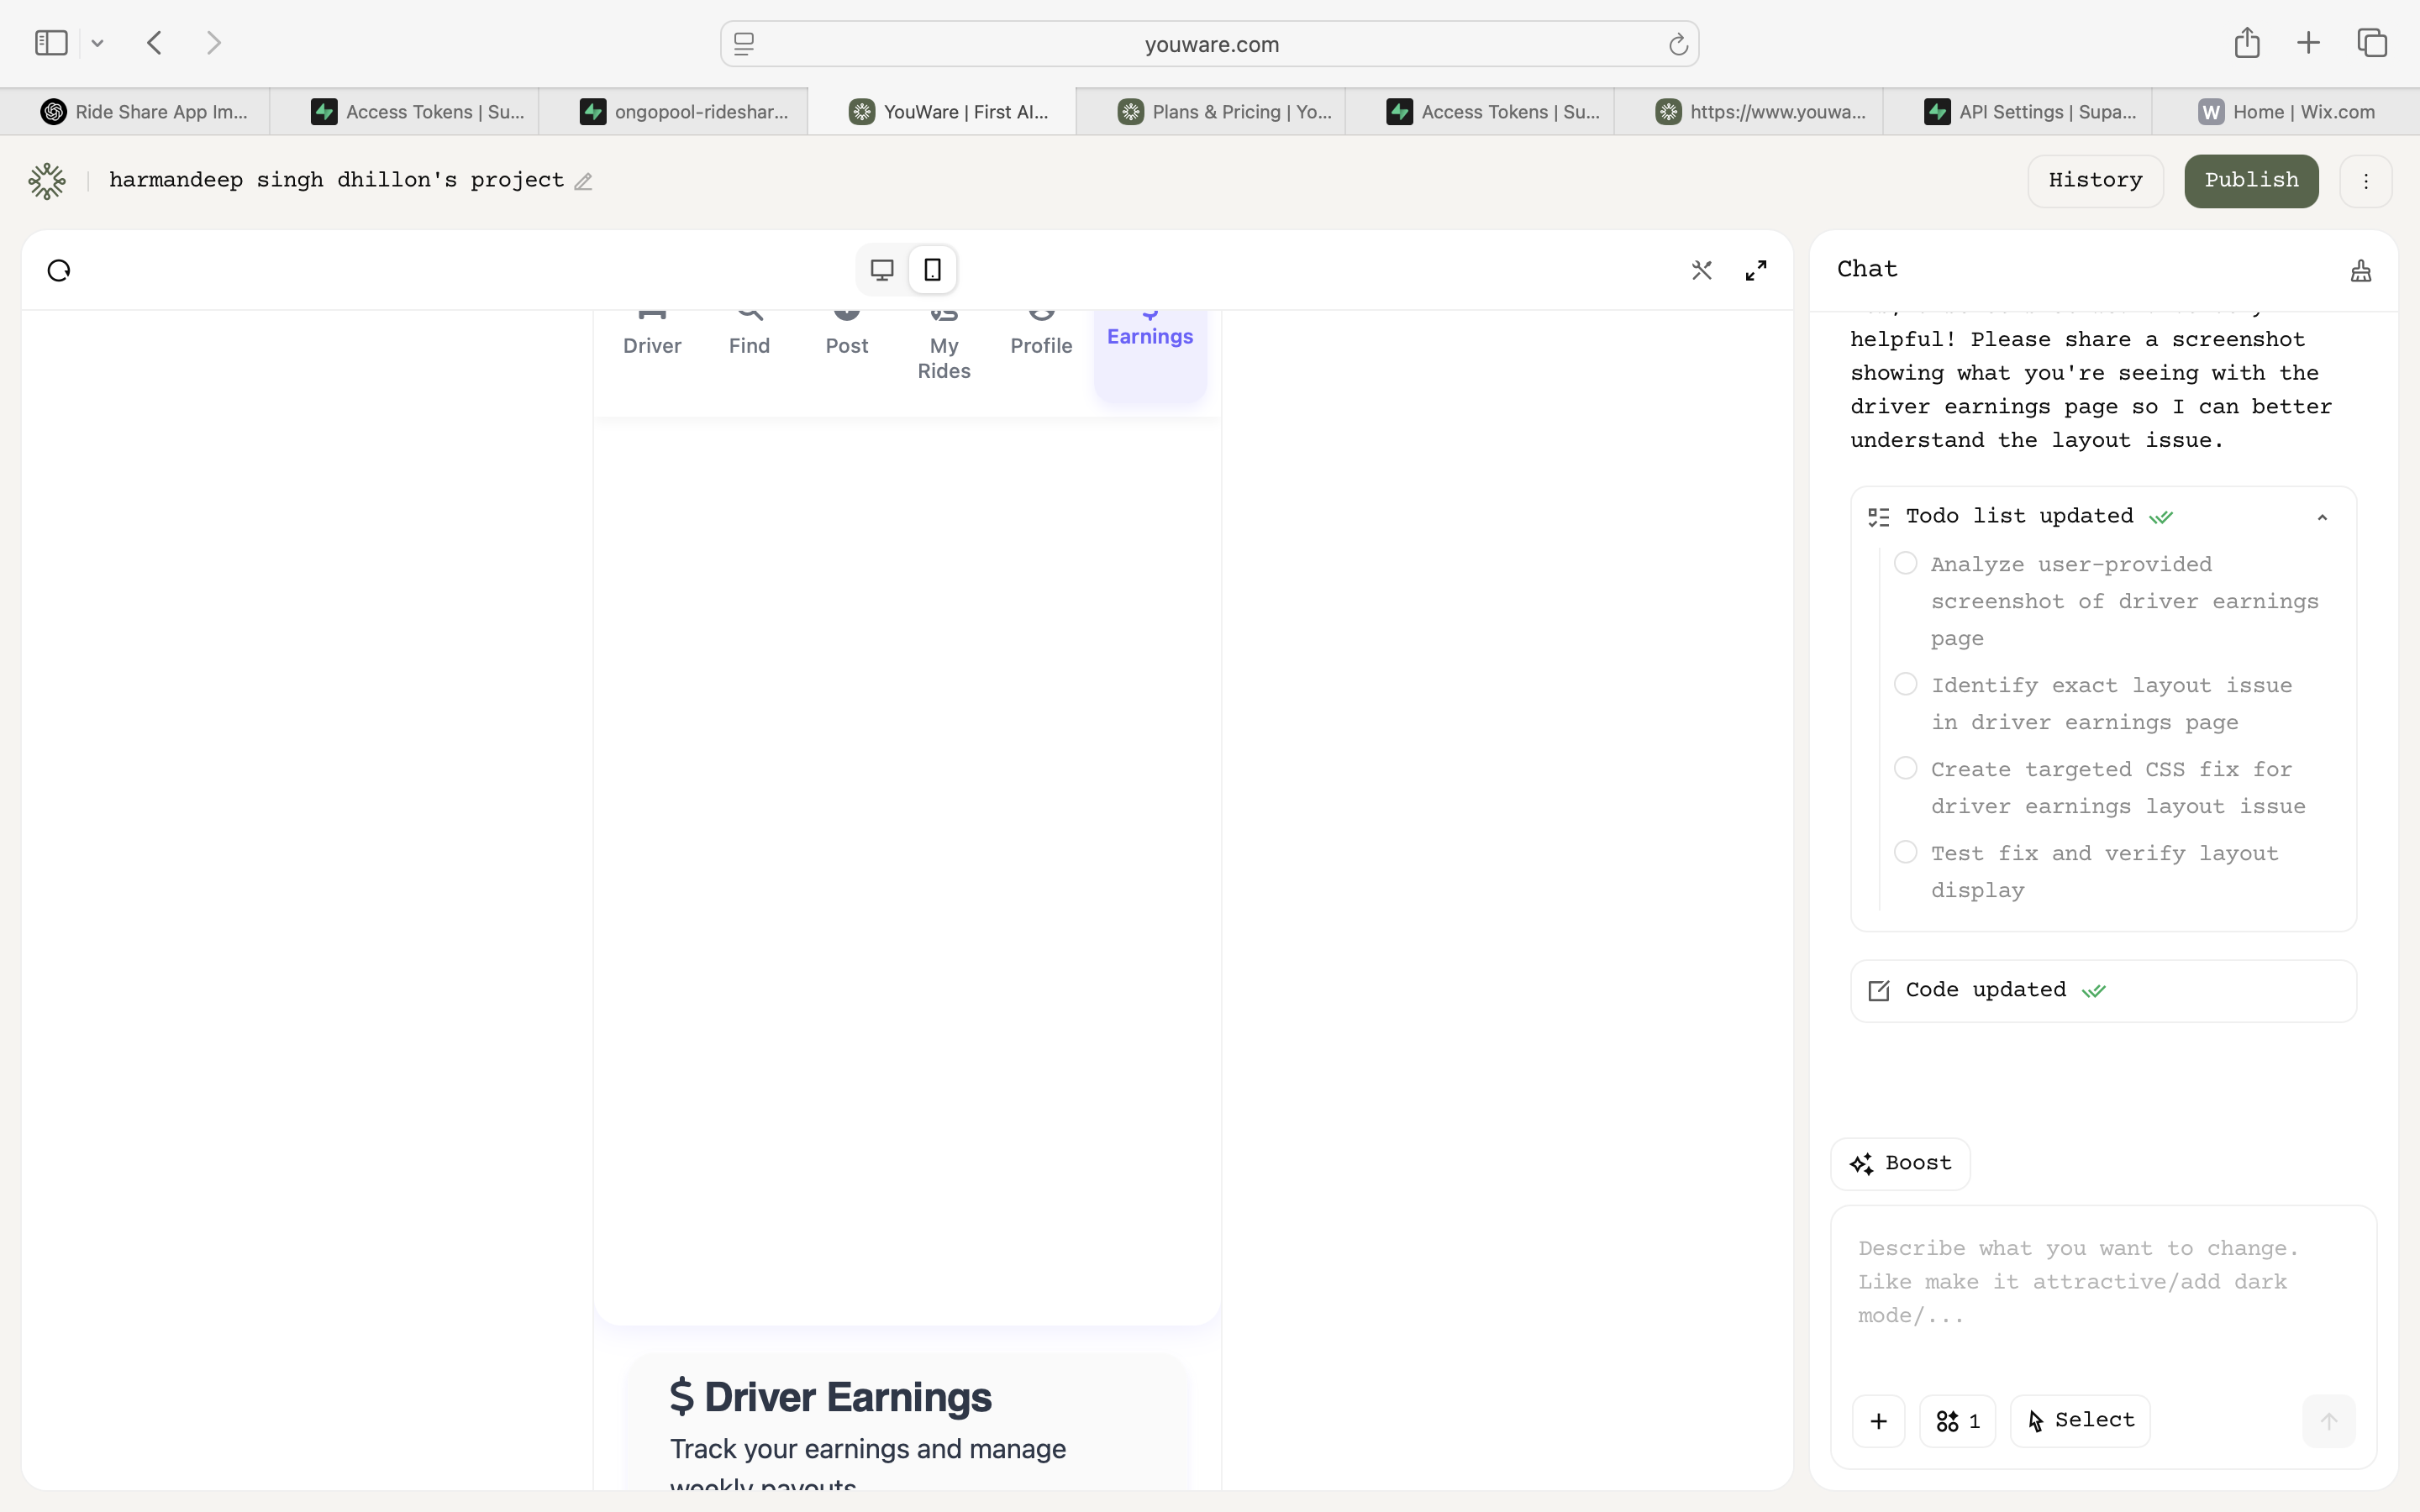 youware.com
Ride Share App Im...
Access Tokens | Su...
ongopool-rideshar...
YouWare | First AI...
Plans & Pricing | Yo...
Access Tokens | Su...
https://www.youwa...
API Settings | Supa...
W Home | Wix.com
harmandeep singh dhillon's project
History
Publish
Chat
Driver
Find
Post
My
Rides
Profile
Earnings
$ Driver Earnings
Track your earnings and manage
weekly payouts
helpful! Please share a screenshot
showing what you're seeing with the
driver earnings page so I can better
understand the layout issue.
Todo list updated
Analyze user-provided
screenshot of driver earnings
page
Identify exact layout issue
in driver earnings page
Create targeted CSS fix for
driver earnings layout issue
Test fix and verify layout
display
Code updated
Boost
Describe what you want to change.
Like make it attractive/add dark
mode/...
1
Select